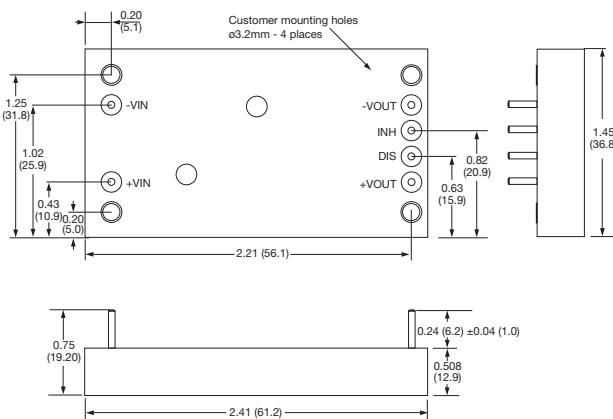 0.20
(5.1)
Customer mounting holes
ø3.2mm - 4 places
1.25
(31.8)
-VIN
-VOUT
INH
DIS
+VIN
+VOUT
1.02
(25.9)
0.43
(10.9)
0.20
(5.0)
0.82
(20.9)
0.63
(15.9)
1.45
(36.8
2.21 (56.1)
0.75
(19.20)
0.24 (6.2) ±0.04 (1.0)
0.508
(12.9)
2.41 (61.2)